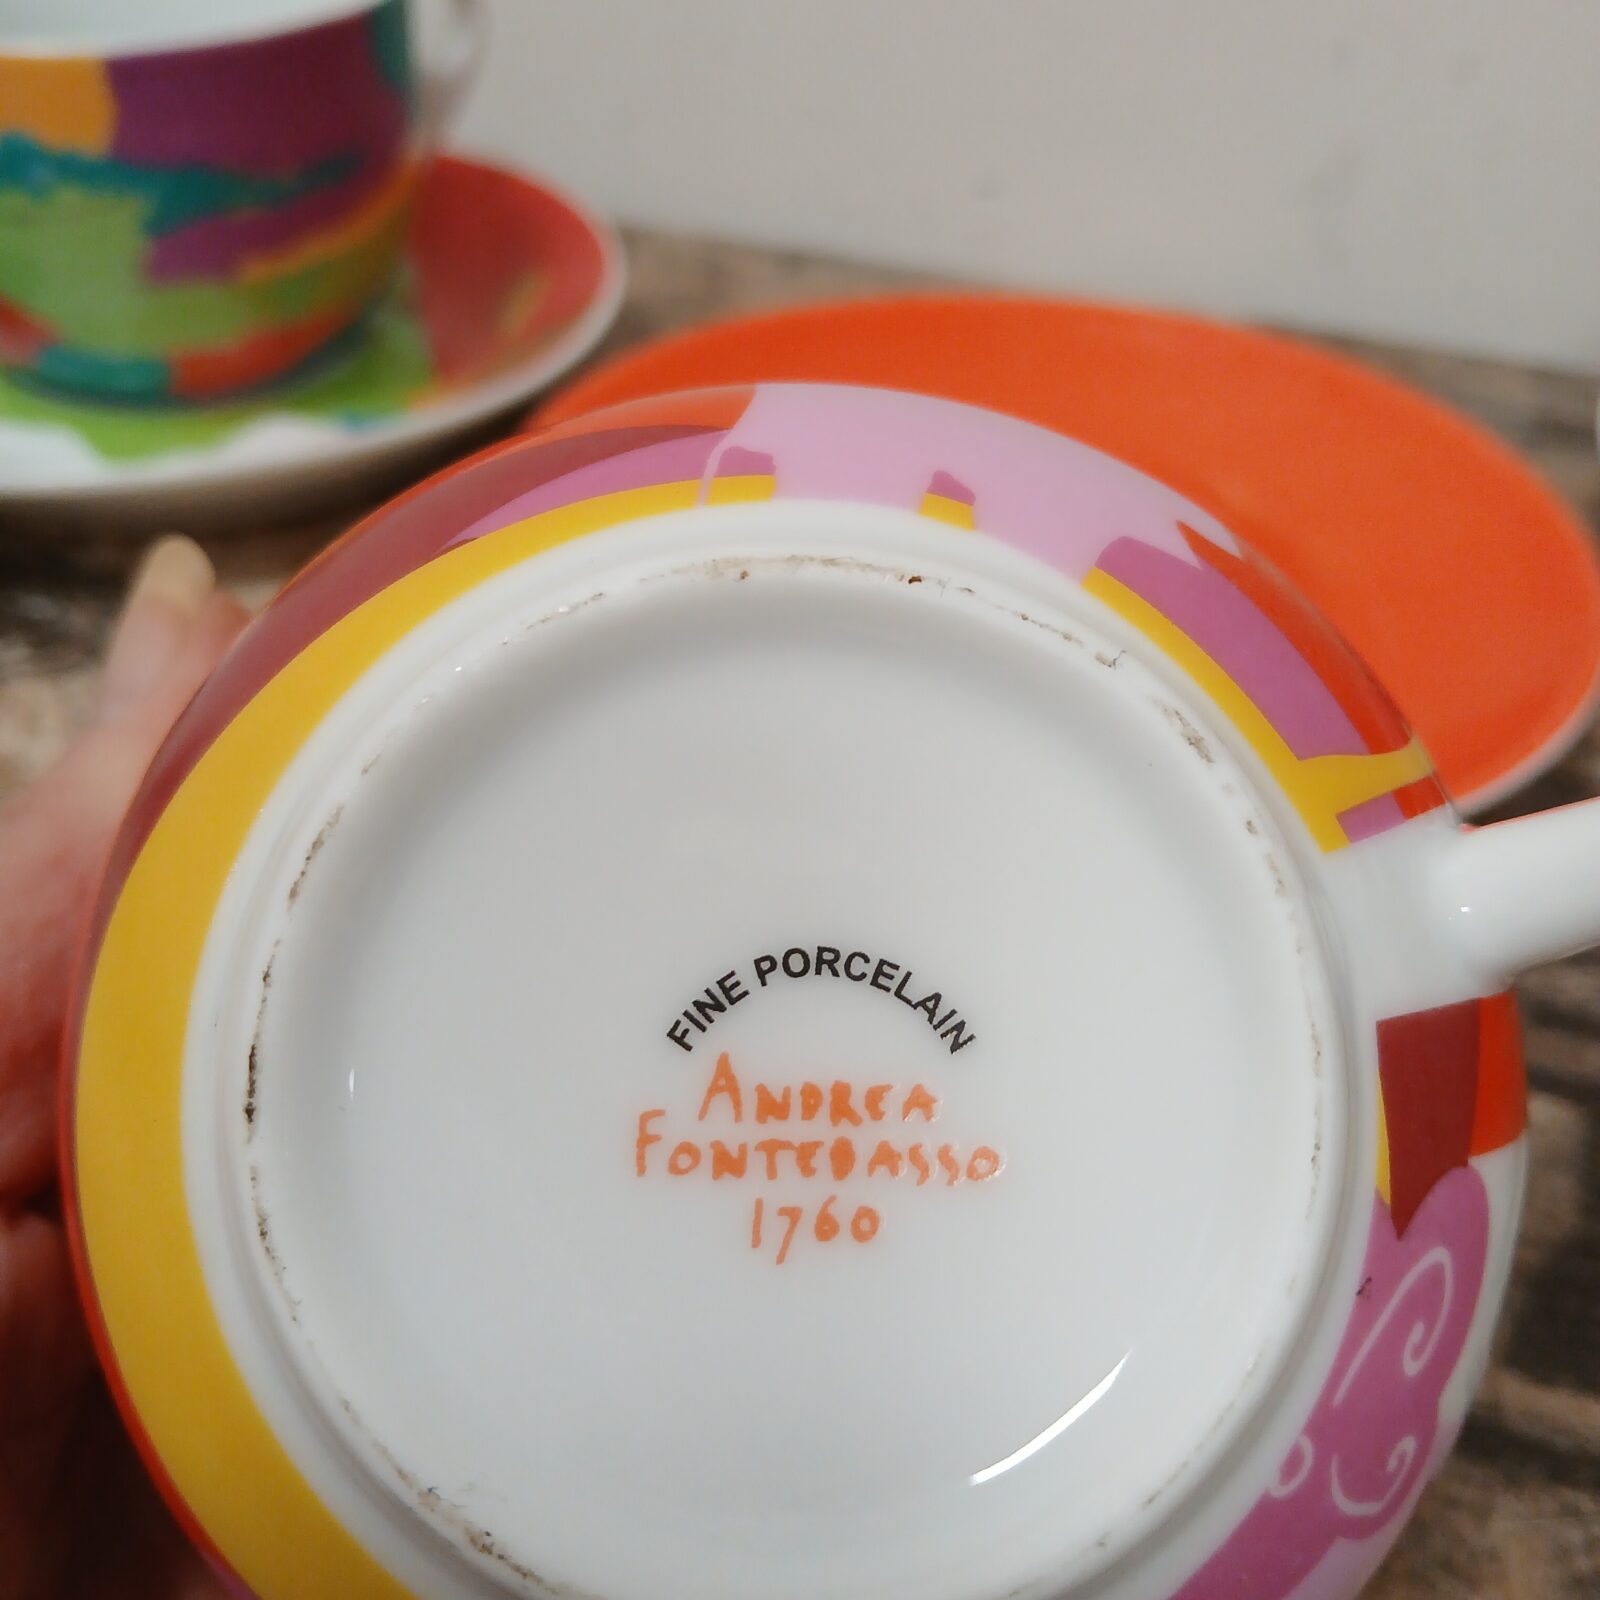 FINE PORCELAIN
ANDREA
FONTEBASSO
1760